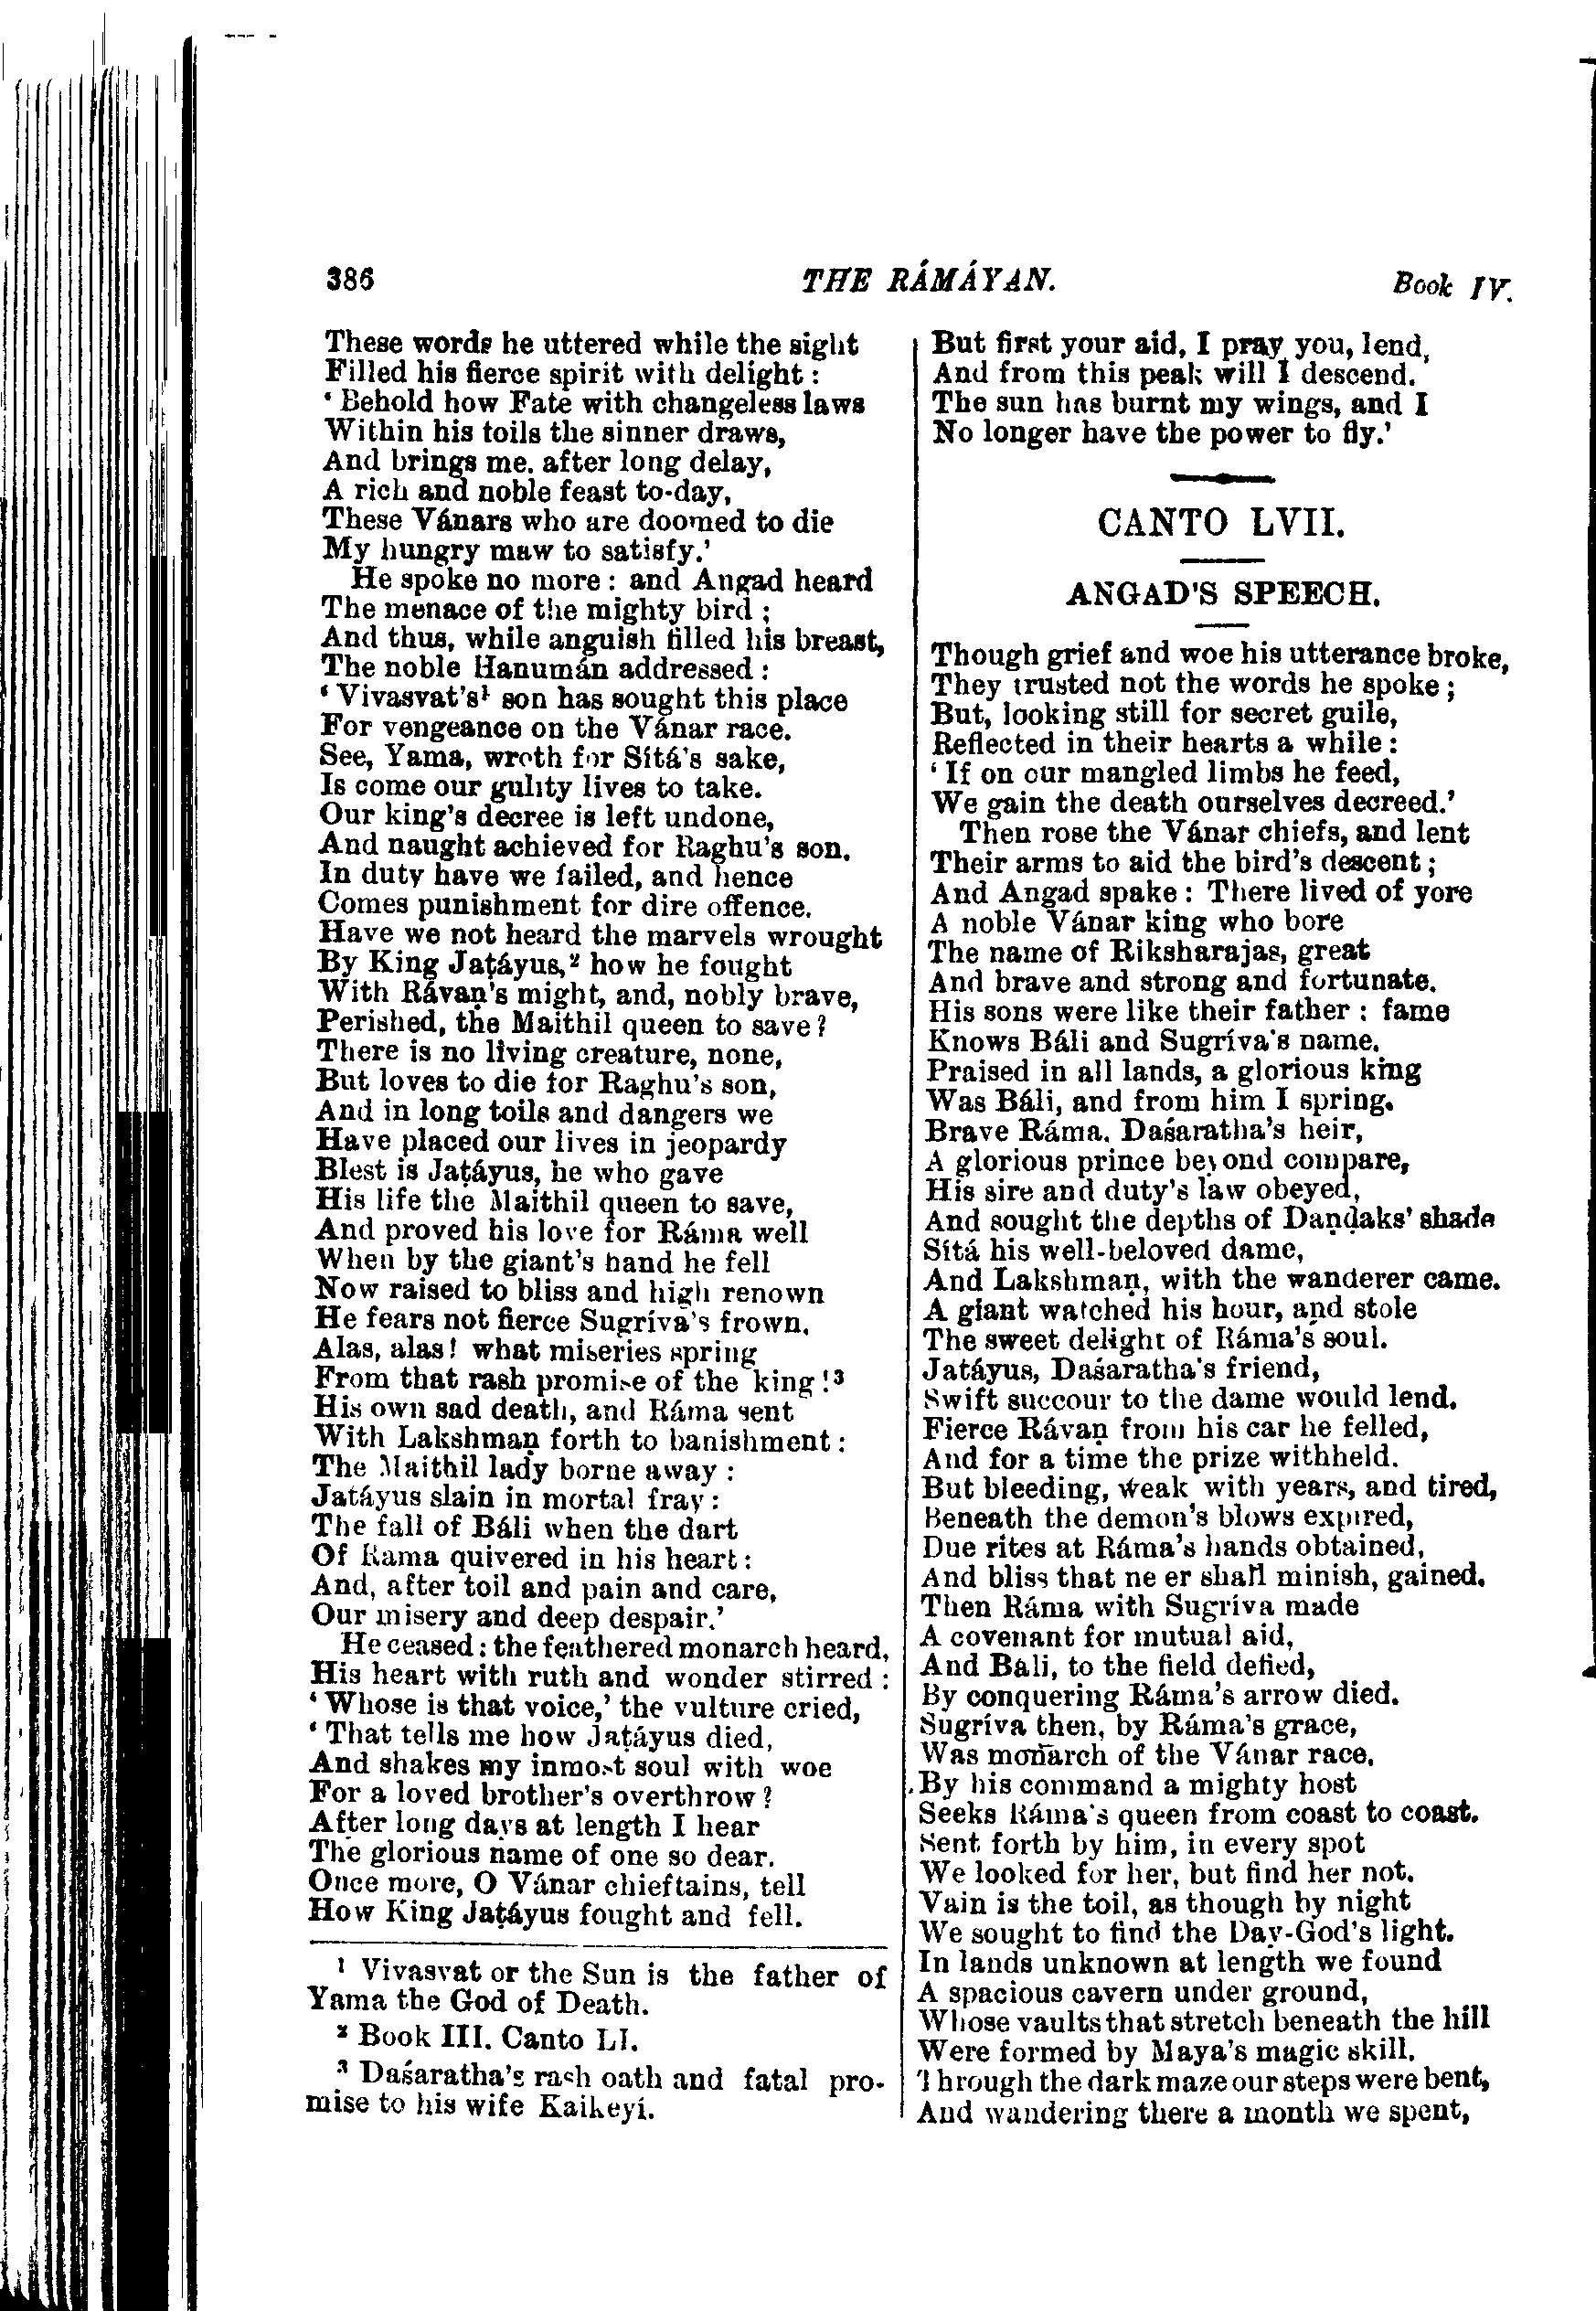 386
THE RÁMÁYAN.
Book IV.
These words he uttered while the sight
Filled his fierce spirit with delight :
‘ Behold how Fate with changeless laws
Within his toils the sinner draws,
And brings me. after long delay,
A rich and noble feast to-day,
These Vánars who are doomed to die
My hungry maw to satisfy.’
He spoke no more : and Angad heard
The menace of the mighty bird ;
And thus, while anguish filled his breast,
The noble Hanumán addressed :
‘ Vivasvat's¹ son has sought this place
For vengeance on the Vánar race.
See, Yama, wroth for Sítá's sake,
Is come our guilty lives to take.
Our king's decree is left undone,
And naught achieved for Raghu's son.
In duty have we failed, and hence
Comes punishment for dire offence.
Have we not heard the marvels wrought
By King Jaṭáyus,² how he fought
With Rávaṇ's might, and, nobly brave,
Perished, the Maithil queen to save ?
There is no living creature, none,
But loves to die for Raghu's son,
And in long toils and dangers we
Have placed our lives in jeopardy
Blest is Jaṭáyus, he who gave
His life the Maithil queen to save,
And proved his love for Ráma well
When by the giant's hand he fell
Now raised to bliss and high renown
He fears not fierce Sugríva's frown.
Alas, alas! what miseries spring
From that rash promise of the king !³
His own sad death, and Ráma sent
With Lakshmaṇ forth to banishment :
The Maithil lady borne away :
Jatáyus slain in mortal fray :
The fall of Báli when the dart
Of Rama quivered in his heart :
And, after toil and pain and care,
Our misery and deep despair.’
He ceased : the feathered monarch heard,
His heart with ruth and wonder stirred :
‘ Whose is that voice,’ the vulture cried,
‘ That tells me how Jaṭáyus died,
And shakes my inmost soul with woe
For a loved brother's overthrow ?
After long days at length I hear
The glorious name of one so dear.
Once more, O Vánar chieftains, tell
How King Jaṭáyus fought and fell.
¹ Vivasvat or the Sun is the father of
Yama the God of Death.
² Book III. Canto LI.
³ Daśaratha's rash oath and fatal pro-
mise to his wife Kaikeyí.
But first your aid, I pray you, lend,
And from this peak will I descend.
The sun has burnt my wings, and I
No longer have the power to fly.’
CANTO LVII.
ANGAD'S SPEECH.
Though grief and woe his utterance broke,
They trusted not the words he spoke ;
But, looking still for secret guile,
Reflected in their hearts a while :
‘ If on our mangled limbs he feed,
We gain the death ourselves decreed.’
Then rose the Vánar chiefs, and lent
Their arms to aid the bird's descent ;
And Angad spake : There lived of yore
A noble Vánar king who bore
The name of Riksharajas, great
And brave and strong and fortunate.
His sons were like their father : fame
Knows Báli and Sugríva's name.
Praised in all lands, a glorious king
Was Báli, and from him I spring.
Brave Ráma. Daśaratha's heir,
A glorious prince beyond compare,
His sire and duty's law obeyed,
And sought the depths of Daṇḍaks' shade
Sítá his well-beloved dame,
And Lakshmaṇ, with the wanderer came.
A giant watched his hour, and stole
The sweet delight of Ráma's soul.
Jatáyus, Daśaratha's friend,
Swift succour to the dame would lend.
Fierce Rávaṇ from his car he felled,
And for a time the prize withheld.
But bleeding, weak with years, and tired,
Beneath the demon's blows expired,
Due rites at Ráma's hands obtained,
And bliss that ne er shall minish, gained.
Then Ráma with Sugríva made
A covenant for mutual aid,
And Báli, to the field defied,
By conquering Ráma's arrow died.
Sugríva then, by Ráma's grace,
Was monarch of the Vánar race.
By his command a mighty host
Seeks Ráma's queen from coast to coast.
Sent forth by him, in every spot
We looked for her, but find her not.
Vain is the toil, as though by night
We sought to find the Day-God's light.
In lands unknown at length we found
A spacious cavern under ground,
Whose vaults that stretch beneath the hill
Were formed by Maya's magic skill.
Through the dark maze our steps were bent,
And wandering there a month we spent,